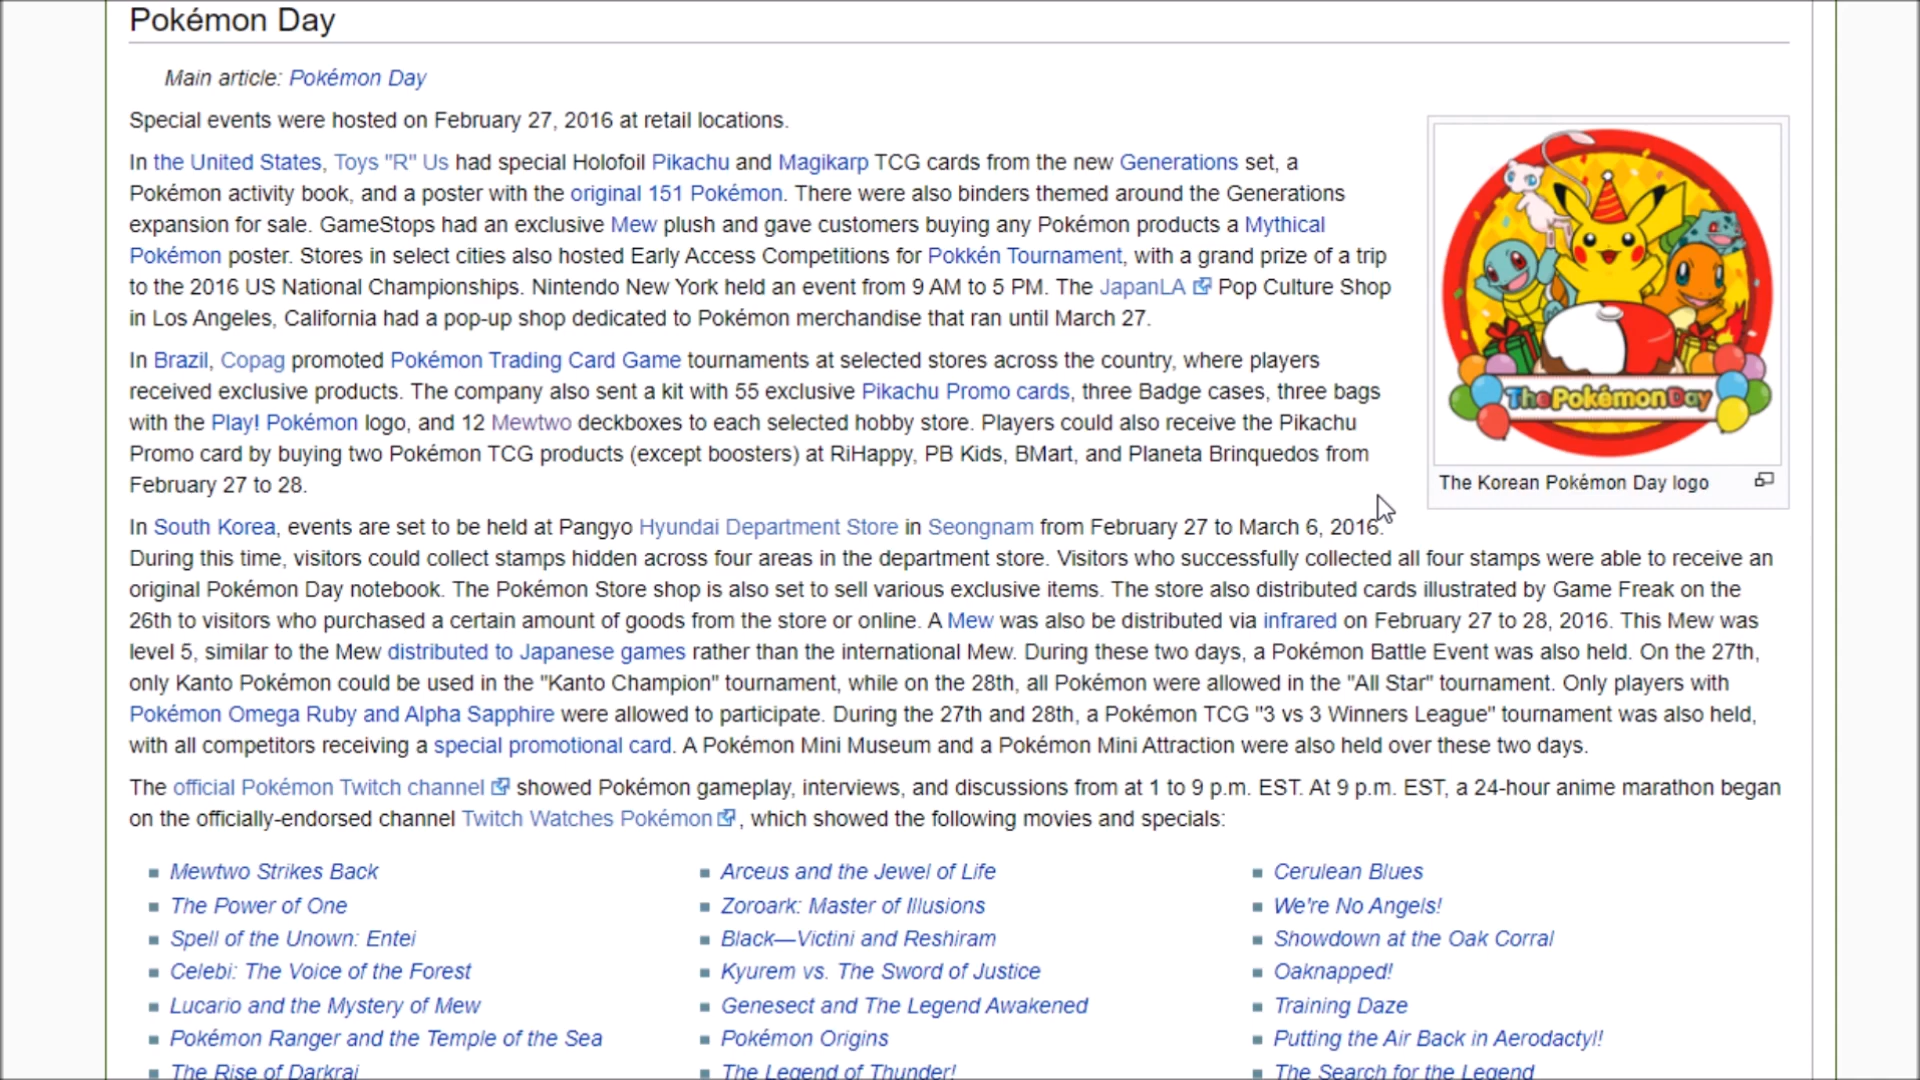 Pokémon Day
Main article: Pokémon Day
Special events were hosted on February 27, 2016 at retail locations.
In the United States, Toys "R" Us had special Holofoil Pikachu and Magikarp TCG cards from the new Generations set, a
Pokémon activity book, and a poster with the original 151 Pokémon. There were also binders themed around the Generations
expansion for sale. GameStops had an exclusive Mew plush and gave customers buying any Pokémon products a Mythical
Pokémon poster. Stores in select cities also hosted Early Access Competitions for Pokkén Tournament, with a grand prize of a trip
to the 2016 US National Championships. Nintendo New York held an event from 9 AM to 5 PM. The JapanLA Pop Culture Shop
in Los Angeles, California had a pop-up shop dedicated to Pokémon merchandise that ran until March 27.
In Brazil, Copag promoted Pokémon Trading Card Game tournaments at selected stores across the country, where players
received exclusive products. The company also sent a kit with 55 exclusive Pikachu Promo cards, three Badge cases, three bags
with the Play! Pokémon logo, and 12 Mewtwo deckboxes to each selected hobby store. Players could also receive the Pikachu
Promo card by buying two Pokémon TCG products (except boosters) at RiHappy, PB Kids, BMart, and Planeta Brinquedos from
February 27 to 28.
ThePokémonDay
The Korean Pokémon Day logo
In South Korea, events are set to be held at Pangyo Hyundai Department Store in Seongnam from February 27 to March 6, 2016.
During this time, visitors could collect stamps hidden across four areas in the department store. Visitors who successfully collected all four stamps were able to receive an
original Pokémon Day notebook. The Pokémon Store shop is also set to sell various exclusive items. The store also distributed cards illustrated by Game Freak on the
26th to visitors who purchased a certain amount of goods from the store or online. A Mew was also be distributed via infrared on February 27 to 28, 2016. This Mew was
level 5, similar to the Mew distributed to Japanese games rather than the international Mew. During these two days, a Pokémon Battle Event was also held. On the 27th,
only Kanto Pokémon could be used in the "Kanto Champion" tournament, while on the 28th, all Pokémon were allowed in the "All Star" tournament. Only players with
Pokémon Omega Ruby and Alpha Sapphire were allowed to participate. During the 27th and 28th, a Pokémon TCG "3 vs 3 Winners League" tournament was also held,
with all competitors receiving a special promotional card. A Pokémon Mini Museum and a Pokémon Mini Attraction were also held over these two days.
The official Pokémon Twitch channel showed Pokémon gameplay, interviews, and discussions from at 1 to 9 p.m. EST. At 9 p.m. EST, a 24-hour anime marathon began
on the officially-endorsed channel Twitch Watches Pokémon, which showed the following movies and specials:
Mewtwo Strikes Back
The Power of One
Spell of the Unown: Entei
Celebi: The Voice of the Forest
Lucario and the Mystery of Mew
Pokémon Ranger and the Temple of the Sea
The Rise of Darkrai
Arceus and the Jewel of Life
Zoroark: Master of Illusions
Black—Victini and Reshiram
Kyurem vs. The Sword of Justice
Genesect and The Legend Awakened
Pokémon Origins
The Legend of Thunder!
Cerulean Blues
We're No Angels!
Showdown at the Oak Corral
Oaknapped!
Training Daze
Putting the Air Back in Aerodactyl!
The Search for the Legend